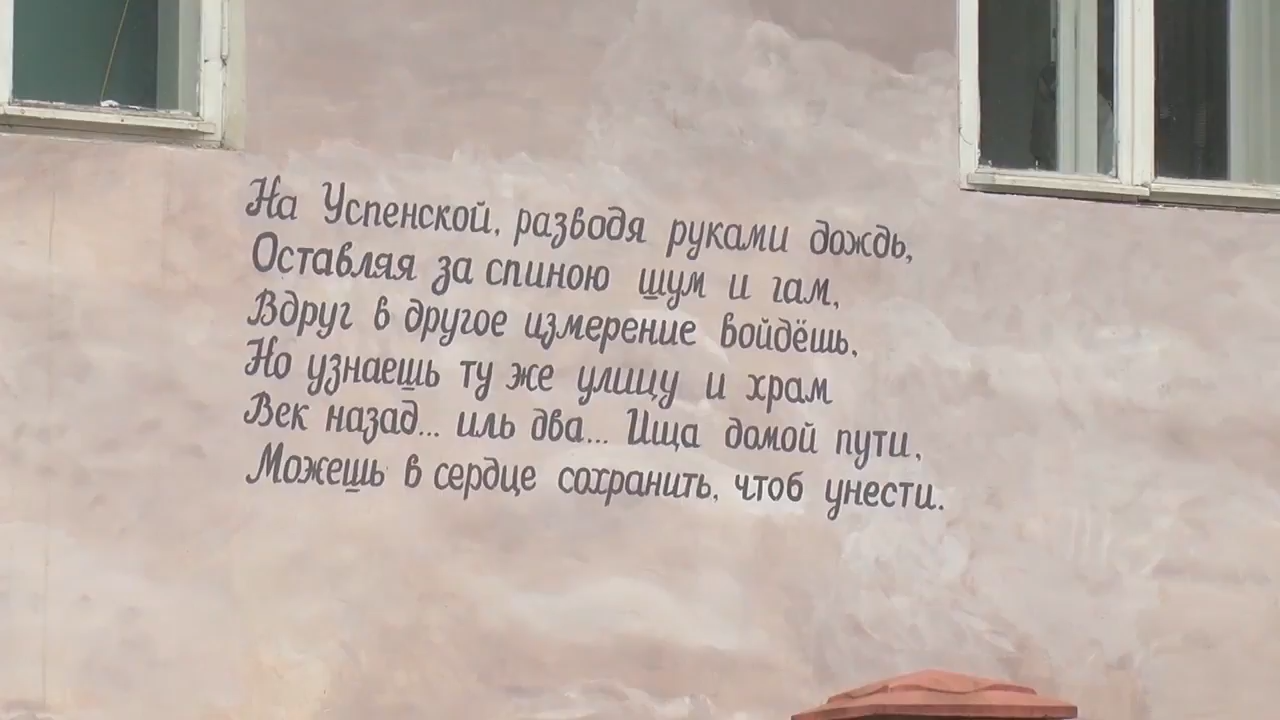 На Успенской, разводя руками дождь,
Оставляя за спиною шум и гам,
Вдруг в другое измерение войдёшь,
Но узнаешь ту же улицу и храм
Век назад... иль два... Ища домой пути,
Можешь в сердце сохранить, чтоб унести.